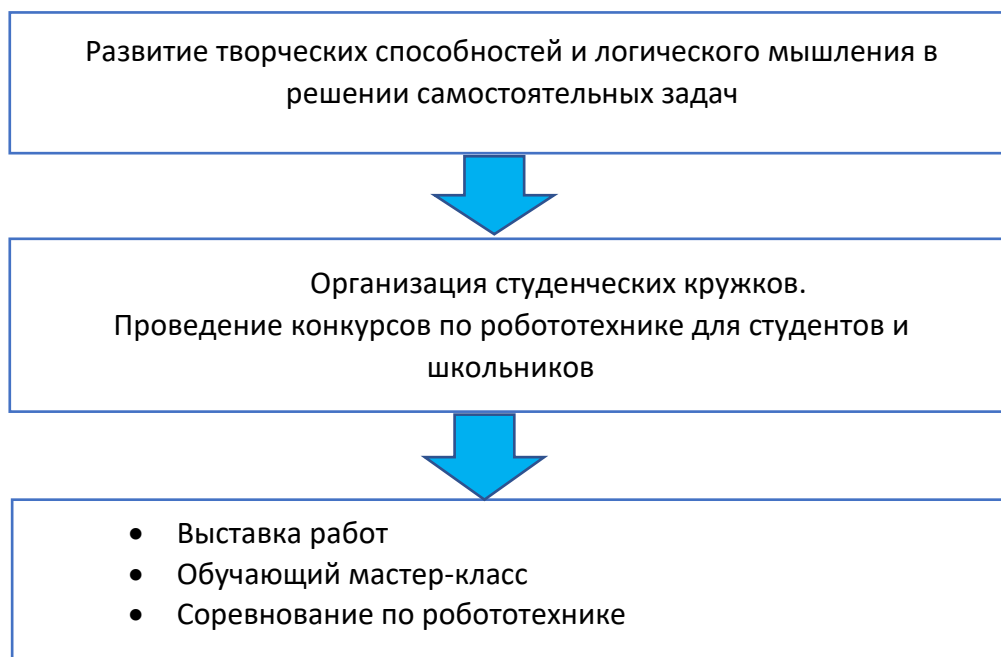 Развитие творческих способностей и логического мышления в
решении самостоятельных задач
Организация студенческих кружков.
Проведение конкурсов по робототехнике для студентов и
школьников
• Выставка работ
• Обучающий мастер-класс
• Соревнование по робототехнике